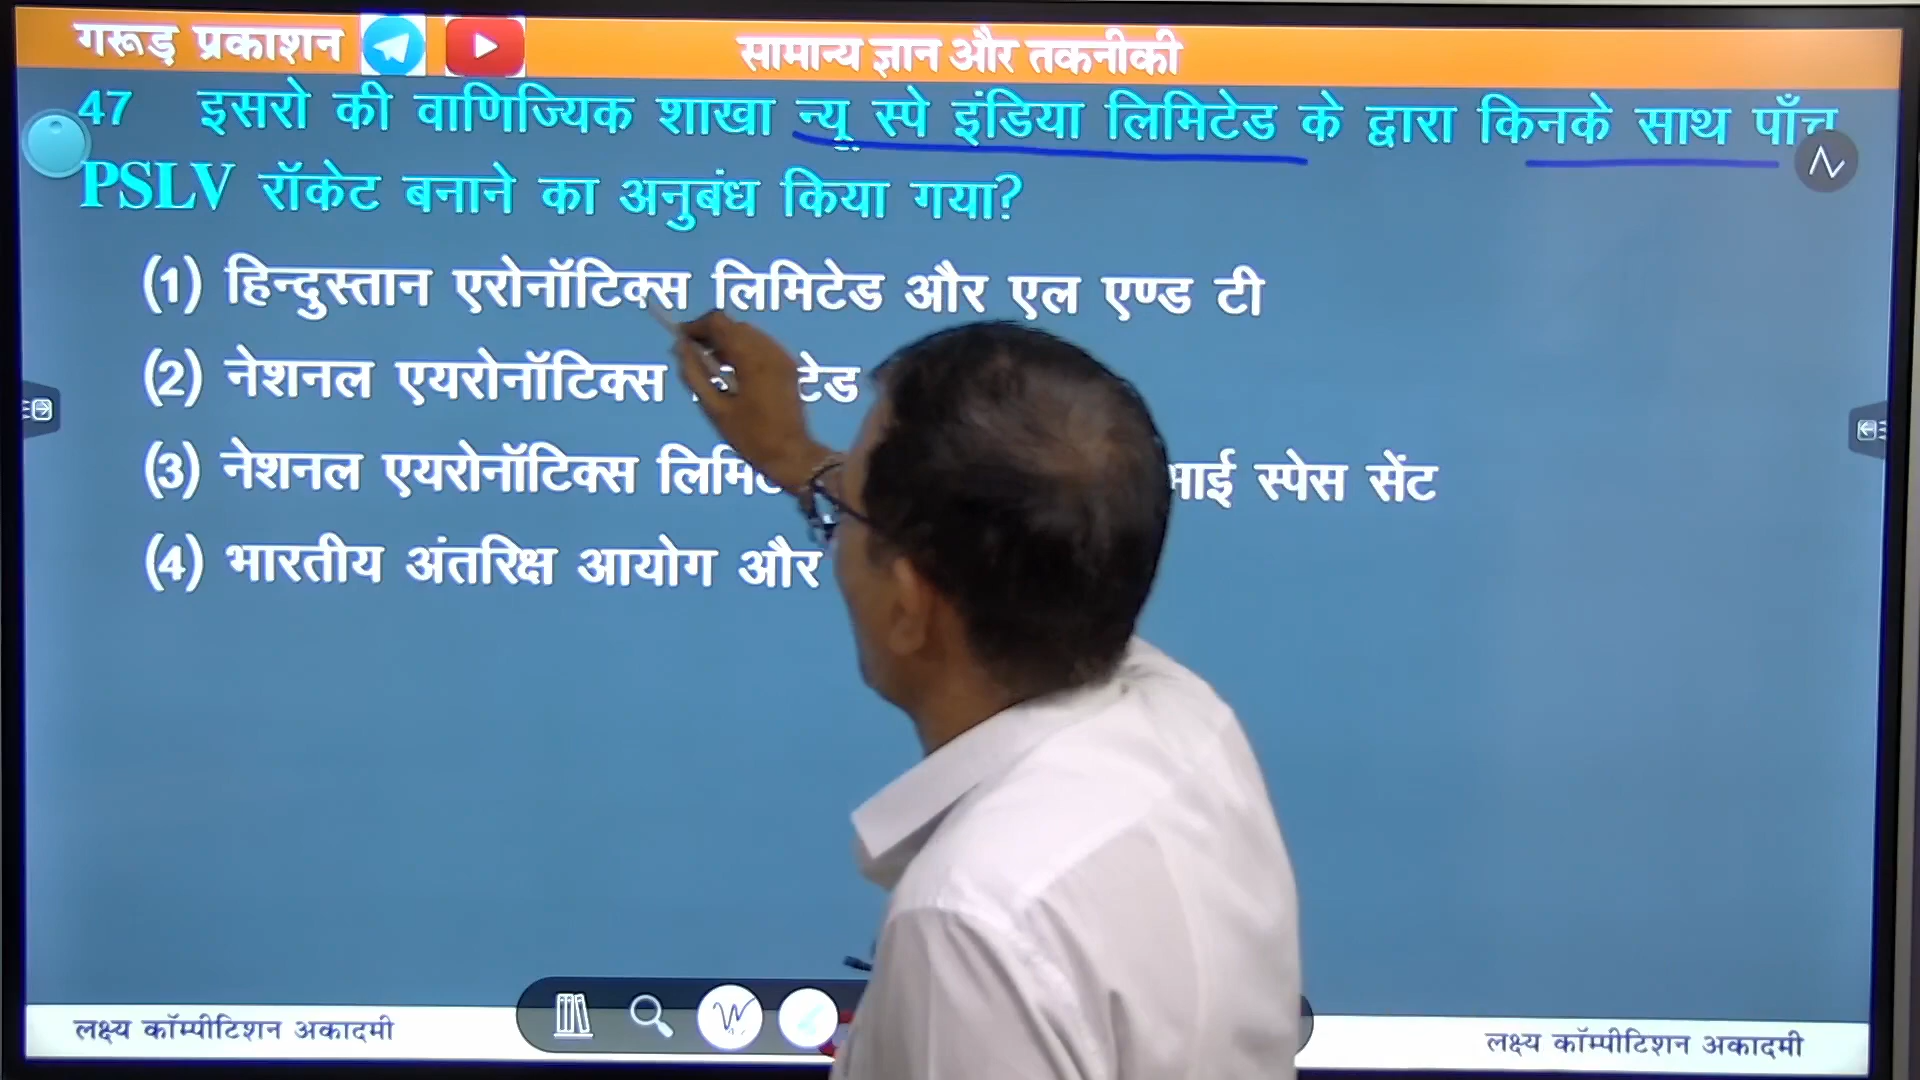 गरूड़ प्रकाशन
सामान्य ज्ञान और तकनीकी
47 इसरो की वाणिज्यिक शाखा न्यू स्पे इंडिया लिमिटेड के द्वारा किनके साथ पाँच
PSLV रॉकेट बनाने का अनुबंध किया गया?
(1) हिन्दुस्तान एरोनॉटिक्स लिमिटेड और एल एण्ड टी
(2) नेशनल एयरोनॉटिक्स
(3) नेशनल एयरोनॉटिक्स स्पेस सेंट
(4) भारतीय अंतरिक्ष आयोग और
लक्ष्य कॉम्पीटिशन अकादमी
लक्ष्य कॉम्पीटिशन अकादमी